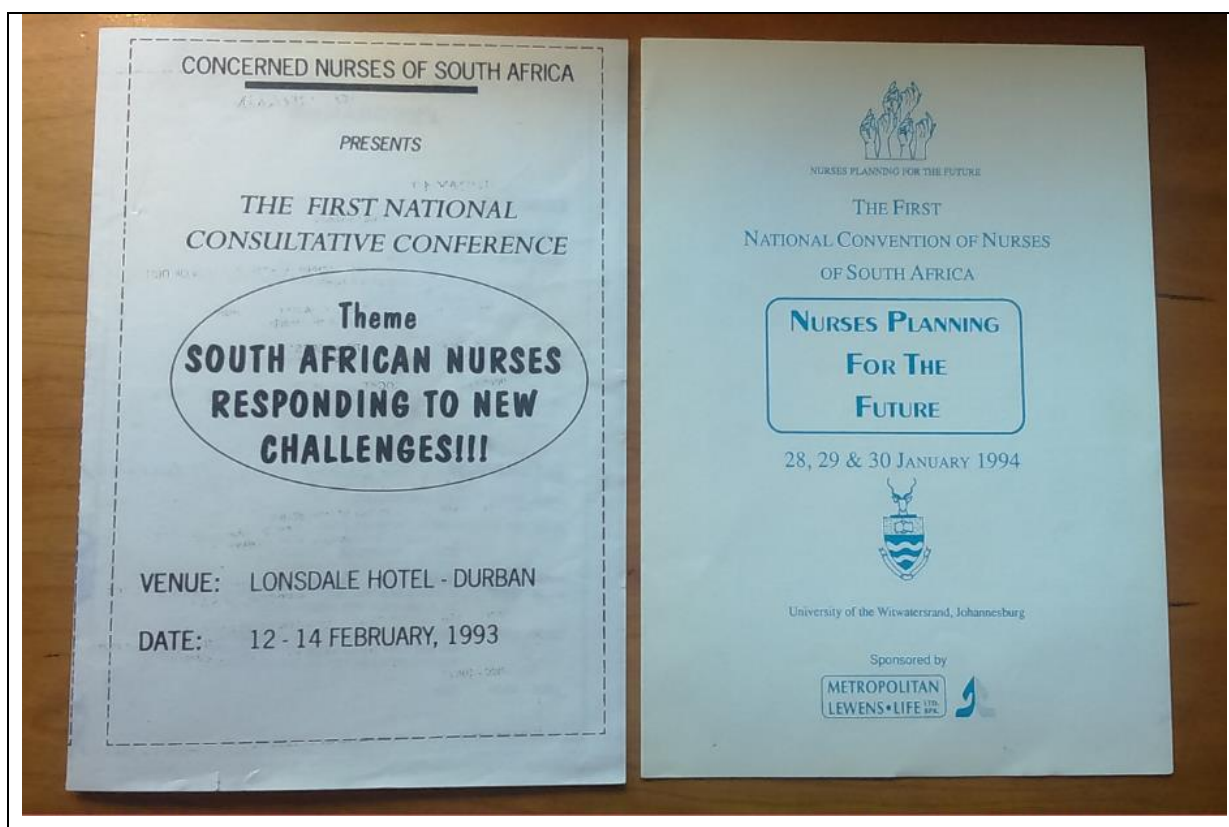 CONCERNED NURSES OF SOUTH AFRICA
PRESENTS
THE FIRST NATIONAL
CONSULTATIVE CONFERENCE
Theme
SOUTH AFRICAN NURSES
RESPONDING TO NEW
CHALLENGES!!!
VENUE: LONSDALE HOTEL - DURBAN
DATE: 12 - 14 FEBRUARY, 1993
NURSES PLANNING FOR THE FUTURE
THE FIRST
NATIONAL CONVENTION OF NURSES
OF SOUTH AFRICA
NURSES PLANNING
FOR THE
FUTURE
28, 29 & 30 JANUARY 1994
University of the Witwatersrand, Johannesburg
Sponsored by
METROPOLITAN
LEWENS•LIFE LTD. BPK.